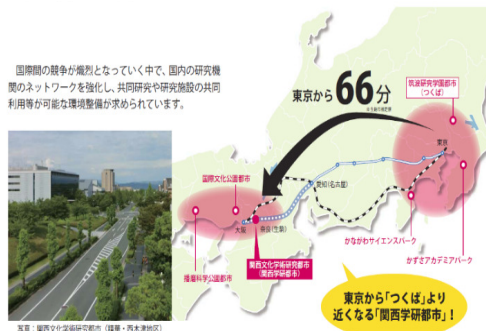 国際間の競争が熾烈となっていく中で、国内の研究機
関のネットワークを強化し、共同研究や研究施設の共同
利用等が可能な環境整備が求められています。
東京から66分
筑波研究学園都市
(つくば)
東京
国際文化公園都市
愛知(名古屋)
大阪
奈良(生駒)
かながわサイエンスパーク
関西文化学術研究都市
(関西学研都市)
播磨科学公園都市
かずさアカデミアパーク
東京から「つくば」より
近くなる「関西学研都市」!
写真:関西文化学術研究都市(精華・西木津地区)